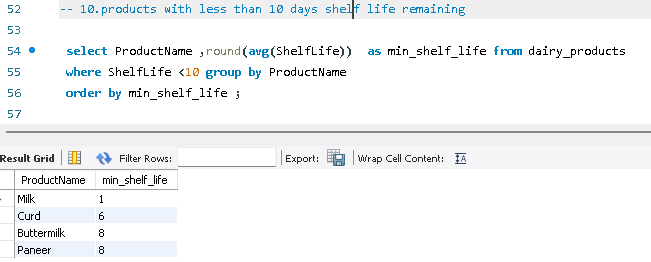 52 -- 10.products with less than 10 days shelf life remaining
53
54 select ProductName ,round(avg(ShelfLife)) as min_shelf_life from dairy_products
55 where ShelfLife <10 group by ProductName
56 order by min_shelf_life ;
57
Result Grid Filter Rows: Export: Wrap Cell Content: IA
ProductName min_shelf_life
Milk 1
Curd 6
Buttermilk 8
Paneer 8